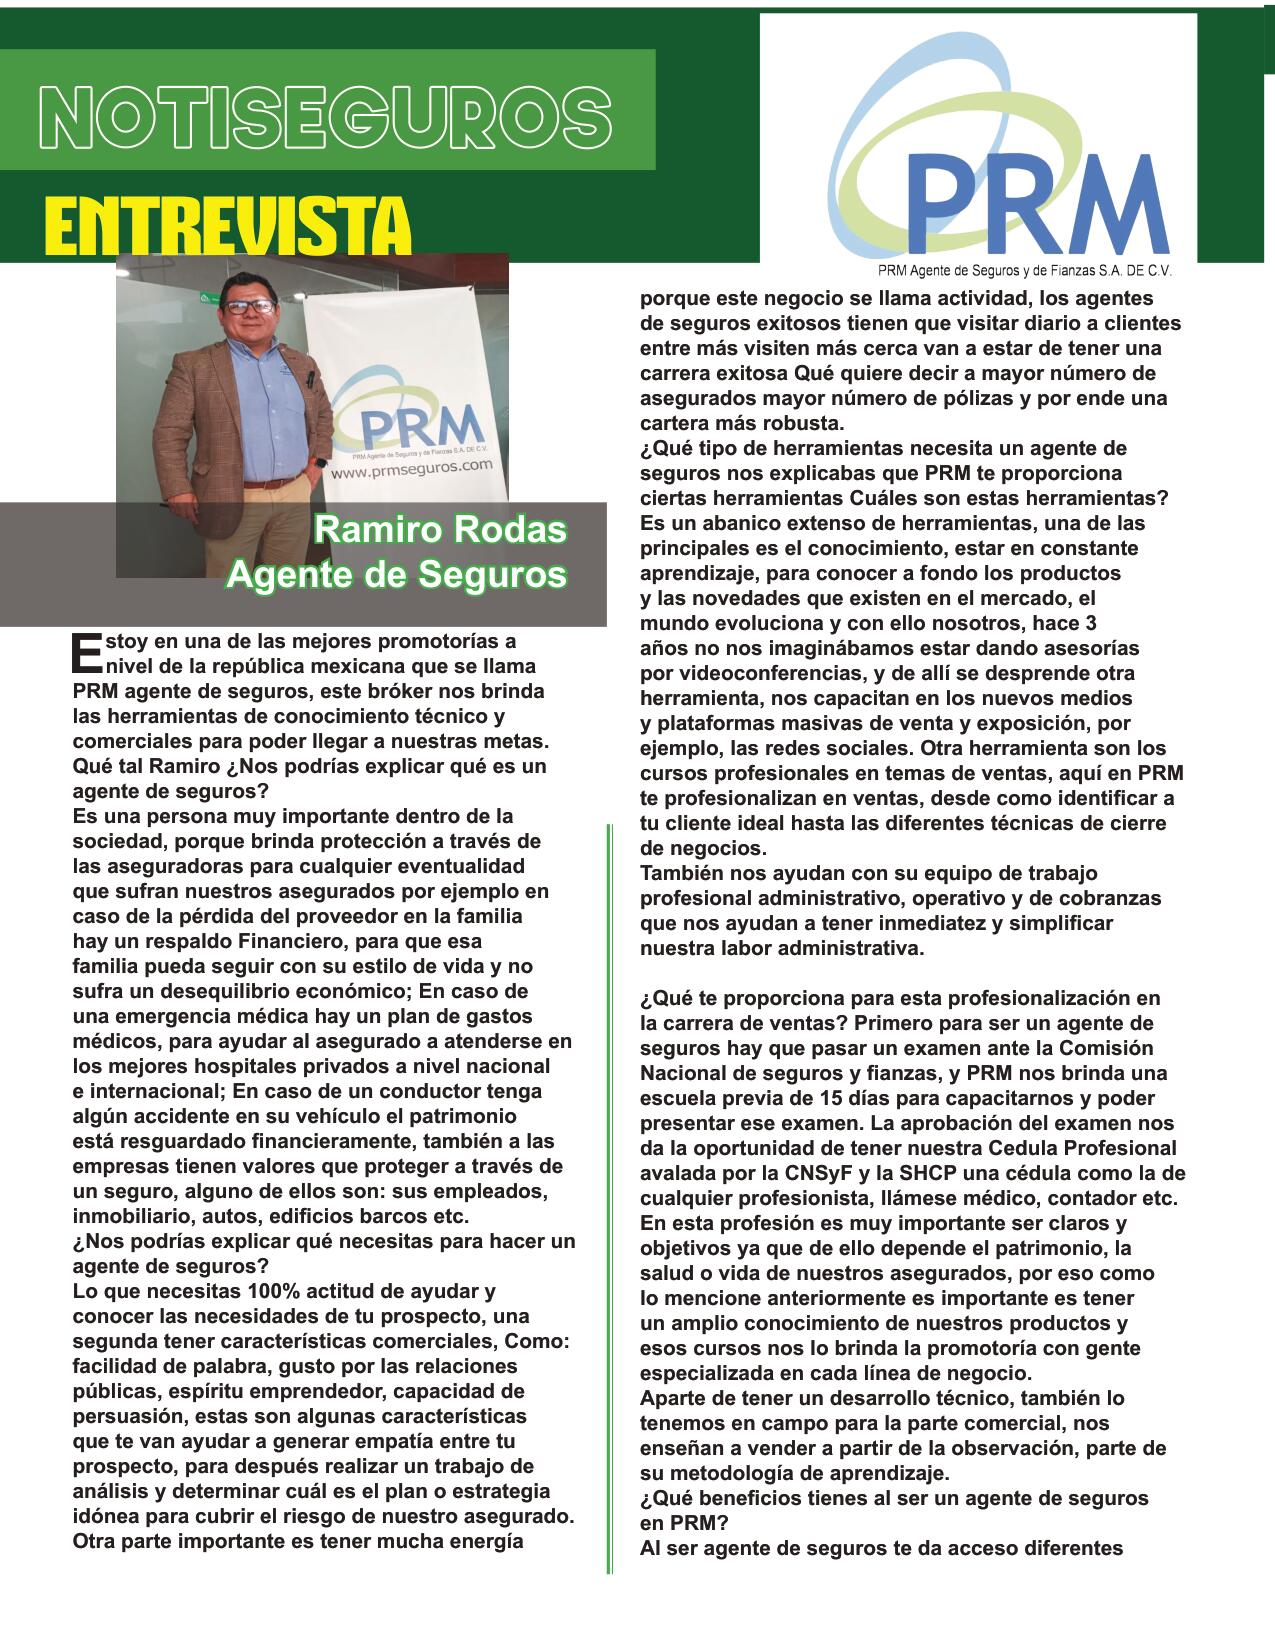 NOTISEGUROS
ENTREVISTA
PRM
PRM Agente de Seguros y de Fianzas S.A. DE C.V.
PRM
PRM Agente de Seguros y de Fianzas S.A. DE C.V.
www.prmseguros.com
Ramiro Rodas
Agente de Seguros
Estoy en una de las mejores promotorías a
nivel de la república mexicana que se llama
PRM agente de seguros, este bróker nos brinda
las herramientas de conocimiento técnico y
comerciales para poder llegar a nuestras metas.
Qué tal Ramiro ¿Nos podrías explicar qué es un
agente de seguros?
Es una persona muy importante dentro de la
sociedad, porque brinda protección a través de
las aseguradoras para cualquier eventualidad
que sufran nuestros asegurados por ejemplo en
caso de la pérdida del proveedor en la familia
hay un respaldo Financiero, para que esa
familia pueda seguir con su estilo de vida y no
sufra un desequilibrio económico; En caso de
una emergencia médica hay un plan de gastos
médicos, para ayudar al asegurado a atenderse en
los mejores hospitales privados a nivel nacional
e internacional; En caso de un conductor tenga
algún accidente en su vehículo el patrimonio
está resguardado financieramente, también a las
empresas tienen valores que proteger a través de
un seguro, alguno de ellos son: sus empleados,
inmobiliario, autos, edificios barcos etc.
¿Nos podrías explicar qué necesitas para hacer un
agente de seguros?
Lo que necesitas 100% actitud de ayudar y
conocer las necesidades de tu prospecto, una
segunda tener características comerciales, Como:
facilidad de palabra, gusto por las relaciones
públicas, espíritu emprendedor, capacidad de
persuasión, estas son algunas características
que te van ayudar a generar empatía entre tu
prospecto, para después realizar un trabajo de
análisis y determinar cuál es el plan o estrategia
idónea para cubrir el riesgo de nuestro asegurado.
Otra parte importante es tener mucha energía
porque este negocio se llama actividad, los agentes
de seguros exitosos tienen que visitar diario a clientes
entre más visiten más cerca van a estar de tener una
carrera exitosa Qué quiere decir a mayor número de
asegurados mayor número de pólizas y por ende una
cartera más robusta.
¿Qué tipo de herramientas necesita un agente de
seguros nos explicabas que PRM te proporciona
ciertas herramientas Cuáles son estas herramientas?
Es un abanico extenso de herramientas, una de las
principales es el conocimiento, estar en constante
aprendizaje, para conocer a fondo los productos
y las novedades que existen en el mercado, el
mundo evoluciona y con ello nosotros, hace 3
años no nos imaginábamos estar dando asesorías
por videoconferencias, y de allí se desprende otra
herramienta, nos capacitan en los nuevos medios
y plataformas masivas de venta y exposición, por
ejemplo, las redes sociales. Otra herramienta son los
cursos profesionales en temas de ventas, aquí en PRM
te profesionalizan en ventas, desde como identificar a
tu cliente ideal hasta las diferentes técnicas de cierre
de negocios.
También nos ayudan con su equipo de trabajo
profesional administrativo, operativo y de cobranzas
que nos ayudan a tener inmediatez y simplificar
nuestra labor administrativa.
¿Qué te proporciona para esta profesionalización en
la carrera de ventas? Primero para ser un agente de
seguros hay que pasar un examen ante la Comisión
Nacional de seguros y fianzas, y PRM nos brinda una
escuela previa de 15 días para capacitarnos y poder
presentar ese examen. La aprobación del examen nos
da la oportunidad de tener nuestra Cedula Profesional
avalada por la CNSyF y la SHCP una cédula como la de
cualquier profesionista, llámese médico, contador etc.
En esta profesión es muy importante ser claros y
objetivos ya que de ello depende el patrimonio, la
salud o vida de nuestros asegurados, por eso como
lo mencione anteriormente es importante es tener
un amplio conocimiento de nuestros productos y
esos cursos nos lo brinda la promotoría con gente
especializada en cada línea de negocio.
Aparte de tener un desarrollo técnico, también lo
tenemos en campo para la parte comercial, nos
enseñan a vender a partir de la observación, parte de
su metodología de aprendizaje.
¿Qué beneficios tienes al ser un agente de seguros
en PRM?
Al ser agente de seguros te da acceso diferentes